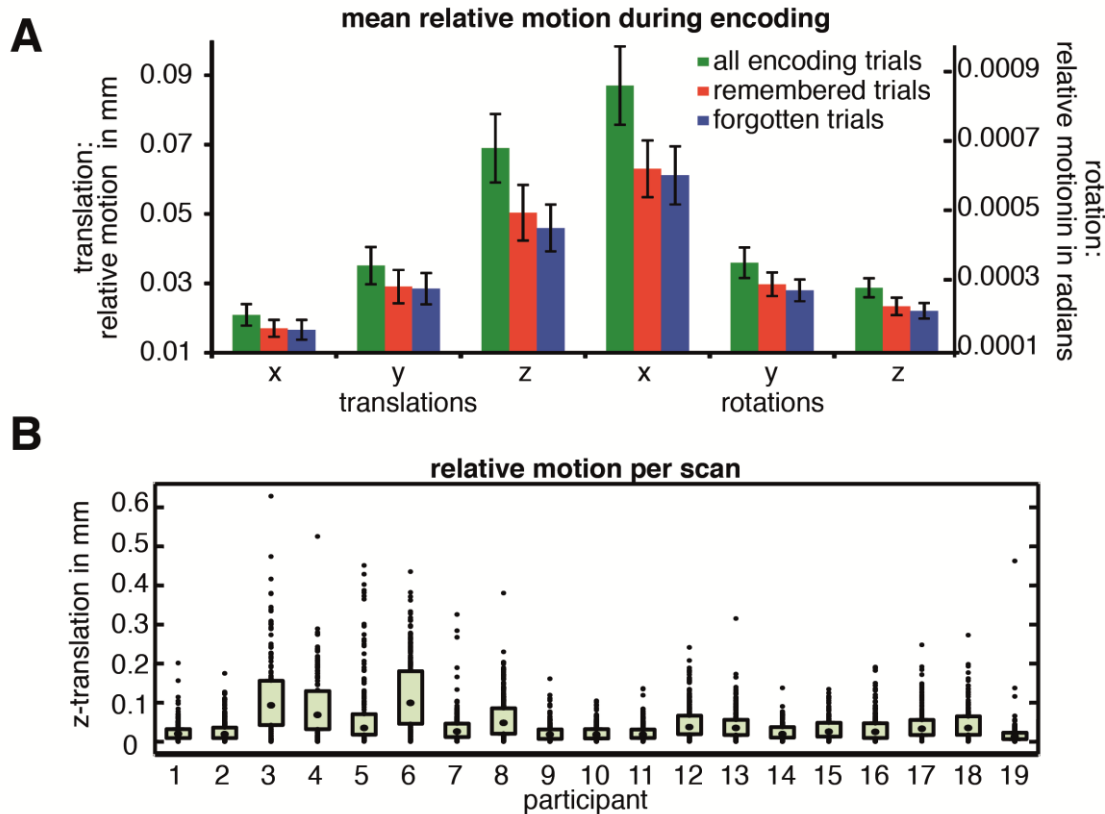 A
mean relative motion during encoding
translation:
relative motion in mm
0.09
0.07
0.05
0.03
0.01
all encoding trials
remembered trials
forgotten trials
0.0009
0.0007
0.0005
0.0003
0.0001
rotation:
relative motionin in radians
x y z x y z
translations rotations
B
relative motion per scan
z-translation in mm
0.6
0.5
0.4
0.3
0.2
0.1
0
1 2 3 4 5 6 7 8 9 10 11 12 13 14 15 16 17 18 19
participant